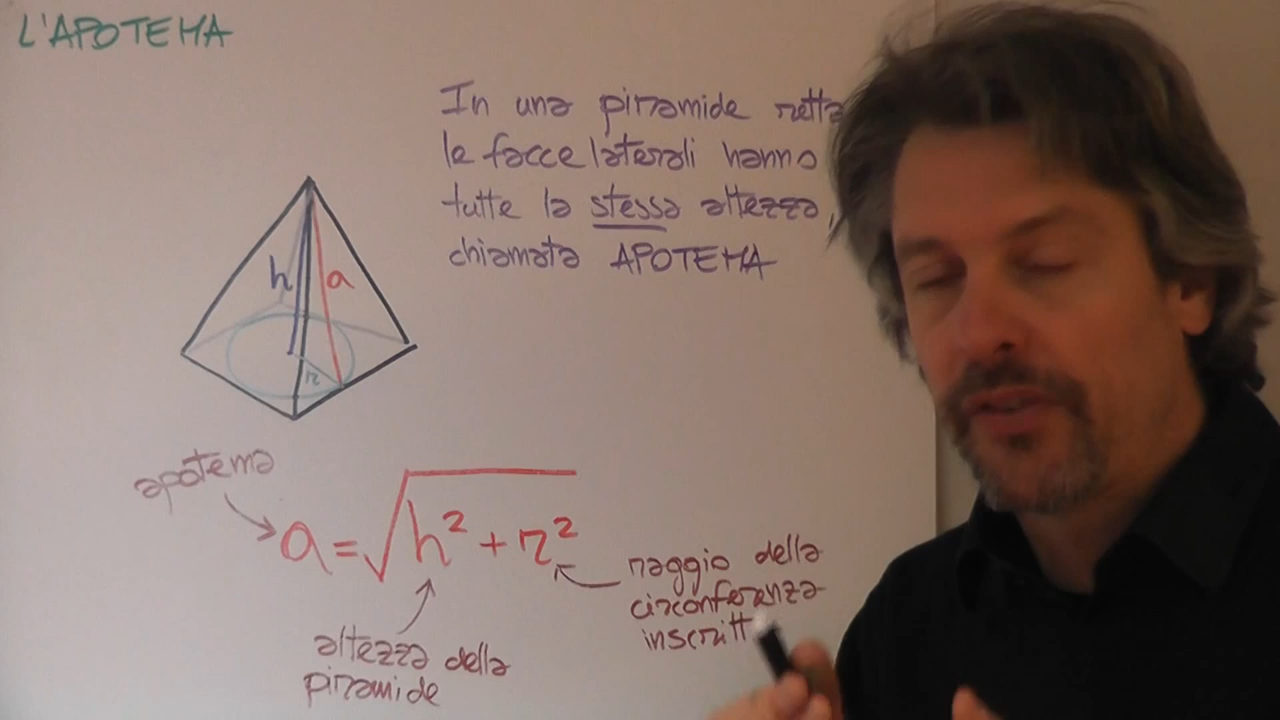 L'APOTEMA
In una piramide retta
le facce laterali hanno
tutte la stessa altezza,
chiamata APOTEMA
h
a
r
apotema
a = √h² + r²
raggio della
circonferenza
inscritt
altezza della
piramide